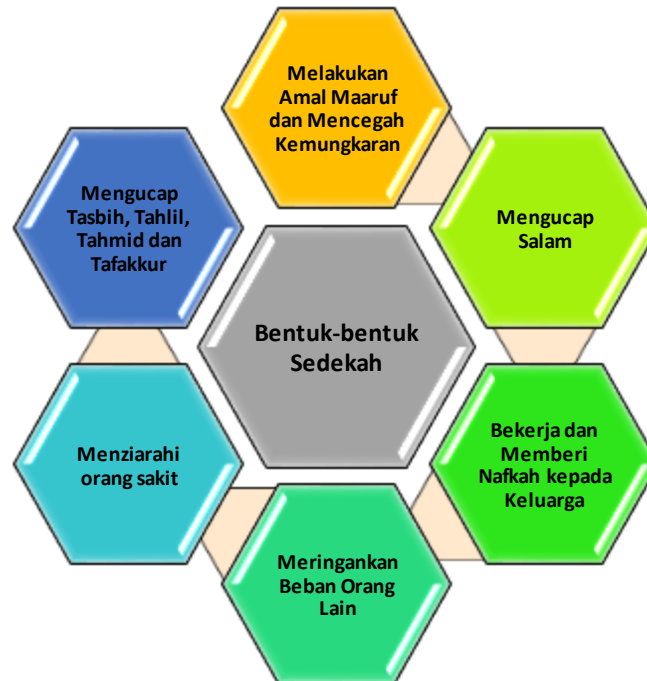 Melakukan
Amal Maaruf
dan Mencegah
Kemungkaran
Mengucap
Salam
Bekerja dan
Memberi
Nafkah kepada
Keluarga
Meringankan
Beban Orang
Lain
Menziarahi
orang sakit
Mengucap
Tasbih, Tahlil,
Tahmid dan
Tafakkur
Bentuk-bentuk
Sedekah